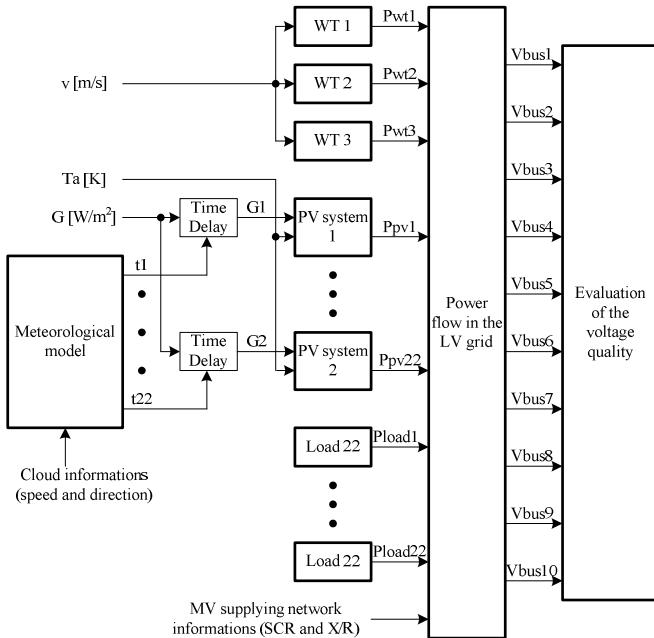 WT 1
Pwt1
v [m/s]
WT 2
Pwt2
WT 3
Pwt3
Ta [K]
G [W/m²]
Time
Delay
G1
PV system
1
Ppv1
Meteorological
model
t1
t22
Time
Delay
G2
PV system
2
Ppv22
Cloud informations
(speed and direction)
Load 22
Pload1
Load 22
Pload22
MV supplying network
informations (SCR and X/R)
Power
flow in the
LV grid
Vbus1
Vbus2
Vbus3
Vbus4
Vbus5
Vbus6
Vbus7
Vbus8
Vbus9
Vbus10
Evaluation
of the
voltage
quality